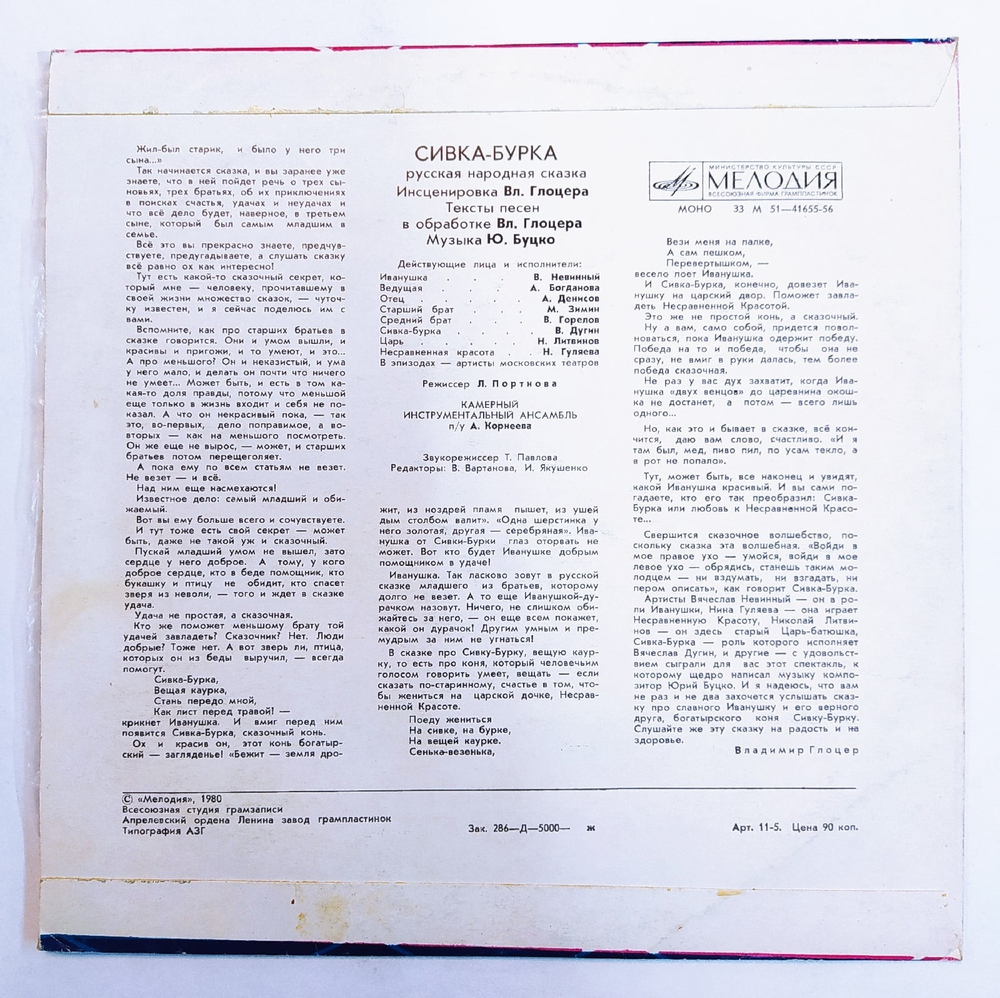 Жил-был старик, и было у него три
сына...»
Так начинается сказка, и вы заранее уже
знаете, что в ней пойдет речь о трех сы-
новьях, трех братьях, об их приключениях
в поисках счастья, удачах и неудачах и
что всё дело будет, наверное, в третьем
сыне, который был самым младшим в
семье.
Всё это вы прекрасно знаете, предчув-
ствуете, предугадываете, а слушать сказку
всё равно ох как интересно!
Тут есть какой-то сказочный секрет, ко-
торый мне — человеку, прочитавшему в
своей жизни множество сказок, — чуточ-
ку известен, и я сейчас поделюсь им с
вами.
Вспомните, как про старших братьев в
сказке говорится. Они и умом вышли, и
красивы и пригожи, и то умеют, и это...
А про меньшого? Он и неказистый, и ума
у него мало, и делать он почти что ничего
не умеет... Может быть, и есть в том ка-
кая-то доля правды, потому что меньшой
еще только в жизнь входит и себя не по-
казал. А что он некрасивый пока, — так
это, во-первых, дело поправимое, а во-
вторых — как на меньшого посмотреть.
Он же еще не вырос, — может, и старших
братьев потом перещеголяет.
А пока ему по всем статьям не везет.
Не везет — и всё.
Над ним еще насмехаются!
Известное дело: самый младший и оби-
жаемый.
Вот вы ему больше всего и сочувствуете.
И тут тоже есть свой секрет — может
быть, даже не такой уж и сказочный.
Пускай младший умом не вышел, зато
сердце у него доброе. А тому, у кого
доброе сердце, кто в беде помощник, кто
букашку и птицу не обидит, кто спасет
зверя из неволи, — того и ждет в сказке
удача.
Удача не простая, а сказочная.
Кто же поможет меньшому брату той
удачей завладеть? Сказочник? Нет. Люди
добрые? Тоже нет. А вот зверь ли, птица,
которых он из беды выручил, — всегда
помогут.
Сивка-Бурка,
Вещая каурка,
Стань передо мной,
Как лист перед травой! —
крикнет Иванушка. И вмиг перед ним
появится Сивка-Бурка, сказочный конь.
Ох и красив он, этот конь богатыр-
ский — загляденье! «Бежит — земля дро-
СИВКА-БУРКА
русская народная сказка
Инсценировка Вл. Глоцера
Тексты песен
в обработке Вл. Глоцера
Музыка Ю. Буцко
Действующие лица и исполнители:
Иванушка . . . В. Невинный
Ведущая . . . . А. Богданова
Отец . . . . . А. Денисов
Старший брат . . . М. Зимин
Средний брат . . . В. Горелов
Сивка-бурка . . . . В. Дугин
Царь . . . . . Н. Литвинов
Несравненная красота . . Н. Гуляева
В эпизодах — артисты московских театров
Режиссер Л. Портнова
КАМЕРНЫЙ
ИНСТРУМЕНТАЛЬНЫЙ АНСАМБЛЬ
п/у А. Корнеева
Звукорежиссер Т. Павлова
Редакторы: В. Вартанова, И. Якушенко
жит, из ноздрей пламя пышет, из ушей
дым столбом валит». «Одна шерстинка у
него золотая, другая — серебряная». Ива-
нушка от Сивки-Бурки глаз оторвать не
может. Вот кто будет Иванушке добрым
помощником в удаче!
Иванушка. Так ласково зовут в русской
сказке младшего из братьев, которому
долго не везет. А то еще Иванушкой-ду-
рачком назовут. Ничего, не слишком оби-
жайтесь за него, — он еще всем покажет,
какой он дурачок! Другим умным и пре-
мудрым за ним не угнаться!
В сказке про Сивку-Бурку, вещую каур-
ку, то есть про коня, который человечьим
голосом говорить умеет, вещать — если
сказать по-старинному, счастье в том, что-
бы жениться на царской дочке, Несрав-
ненной Красоте.
Поеду жениться
На сивке, на бурке,
На вещей каурке.
Сенька-везенька,
МИНИСТЕРСТВО КУЛЬТУРЫ СССР
МЕЛОДИЯ
ВСЕСОЮЗНАЯ ФИРМА ГРАМПЛАСТИНОК
МОНО 33 М 51—41655-56
Вези меня на палке,
А сам пешком,
Перевертышком, —
весело поет Иванушка.
И Сивка-Бурка, конечно, довезет Ива-
нушку на царский двор. Поможет завла-
деть Несравненной Красотой.
Это же не простой конь, а сказочный.
Ну а вам, само собой, придется повол-
новаться, пока Иванушка одержит победу.
Победа на то и победа, чтобы она не
сразу, не вмиг в руки далась, тем более
победа сказочная.
Не раз у вас дух захватит, когда Ива-
нушка «двух венцов» до царевнина окош-
ка не достанет, а потом — всего лишь
одного...
Но, как это и бывает в сказке, всё кон-
чится, даю вам слово, счастливо. «И я
там был, мед, пиво пил, по усам текло, а
в рот не попало».
Тут, может быть, все наконец и увидят,
какой Иванушка красивый. И вы сами по-
гадаете, кто его так преобразил: Сивка-
Бурка или любовь к Несравненной Красо-
те...
Свершится сказочное волшебство, по-
скольку сказка эта волшебная. «Войди в
мое правое ухо — умойся, войди в мое
левое ухо — обрядись, станешь таким мо-
лодцем — ни вздумать, ни взгадать, ни
пером описать», как говорит Сивка-Бурка.
Артисты Вячеслав Невинный — он в ро-
ли Иванушки, Нина Гуляева — она играет
Несравненную Красоту, Николай Литви-
нов — он здесь старый Царь-батюшка,
Сивка-Бурка — роль которого исполняет
Вячеслав Дугин, и другие — с удовольст-
вием сыграли для вас этот спектакль, к
которому щедро написал музыку компо-
зитор Юрий Буцко. И я надеюсь, что вам
не раз и не два захочется услышать сказ-
ку про славного Иванушку и его верного
друга, богатырского коня Сивку-Бурку.
Слушайте же эту сказку на радость и на
здоровье.
Владимир Глоцер
© «Мелодия», 1980
Всесоюзная студия грамзаписи
Апрелевский ордена Ленина завод грампластинок
Типография АЗГ
Зак. 286—Д—5000— ж
Арт. 11-5. Цена 90 коп.